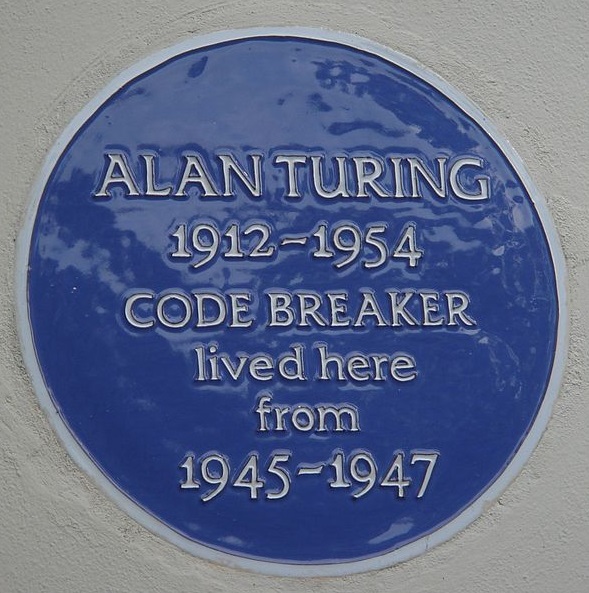 ALAN TURING
1912–1954
CODE BREAKER
lived here
from
1945–1947